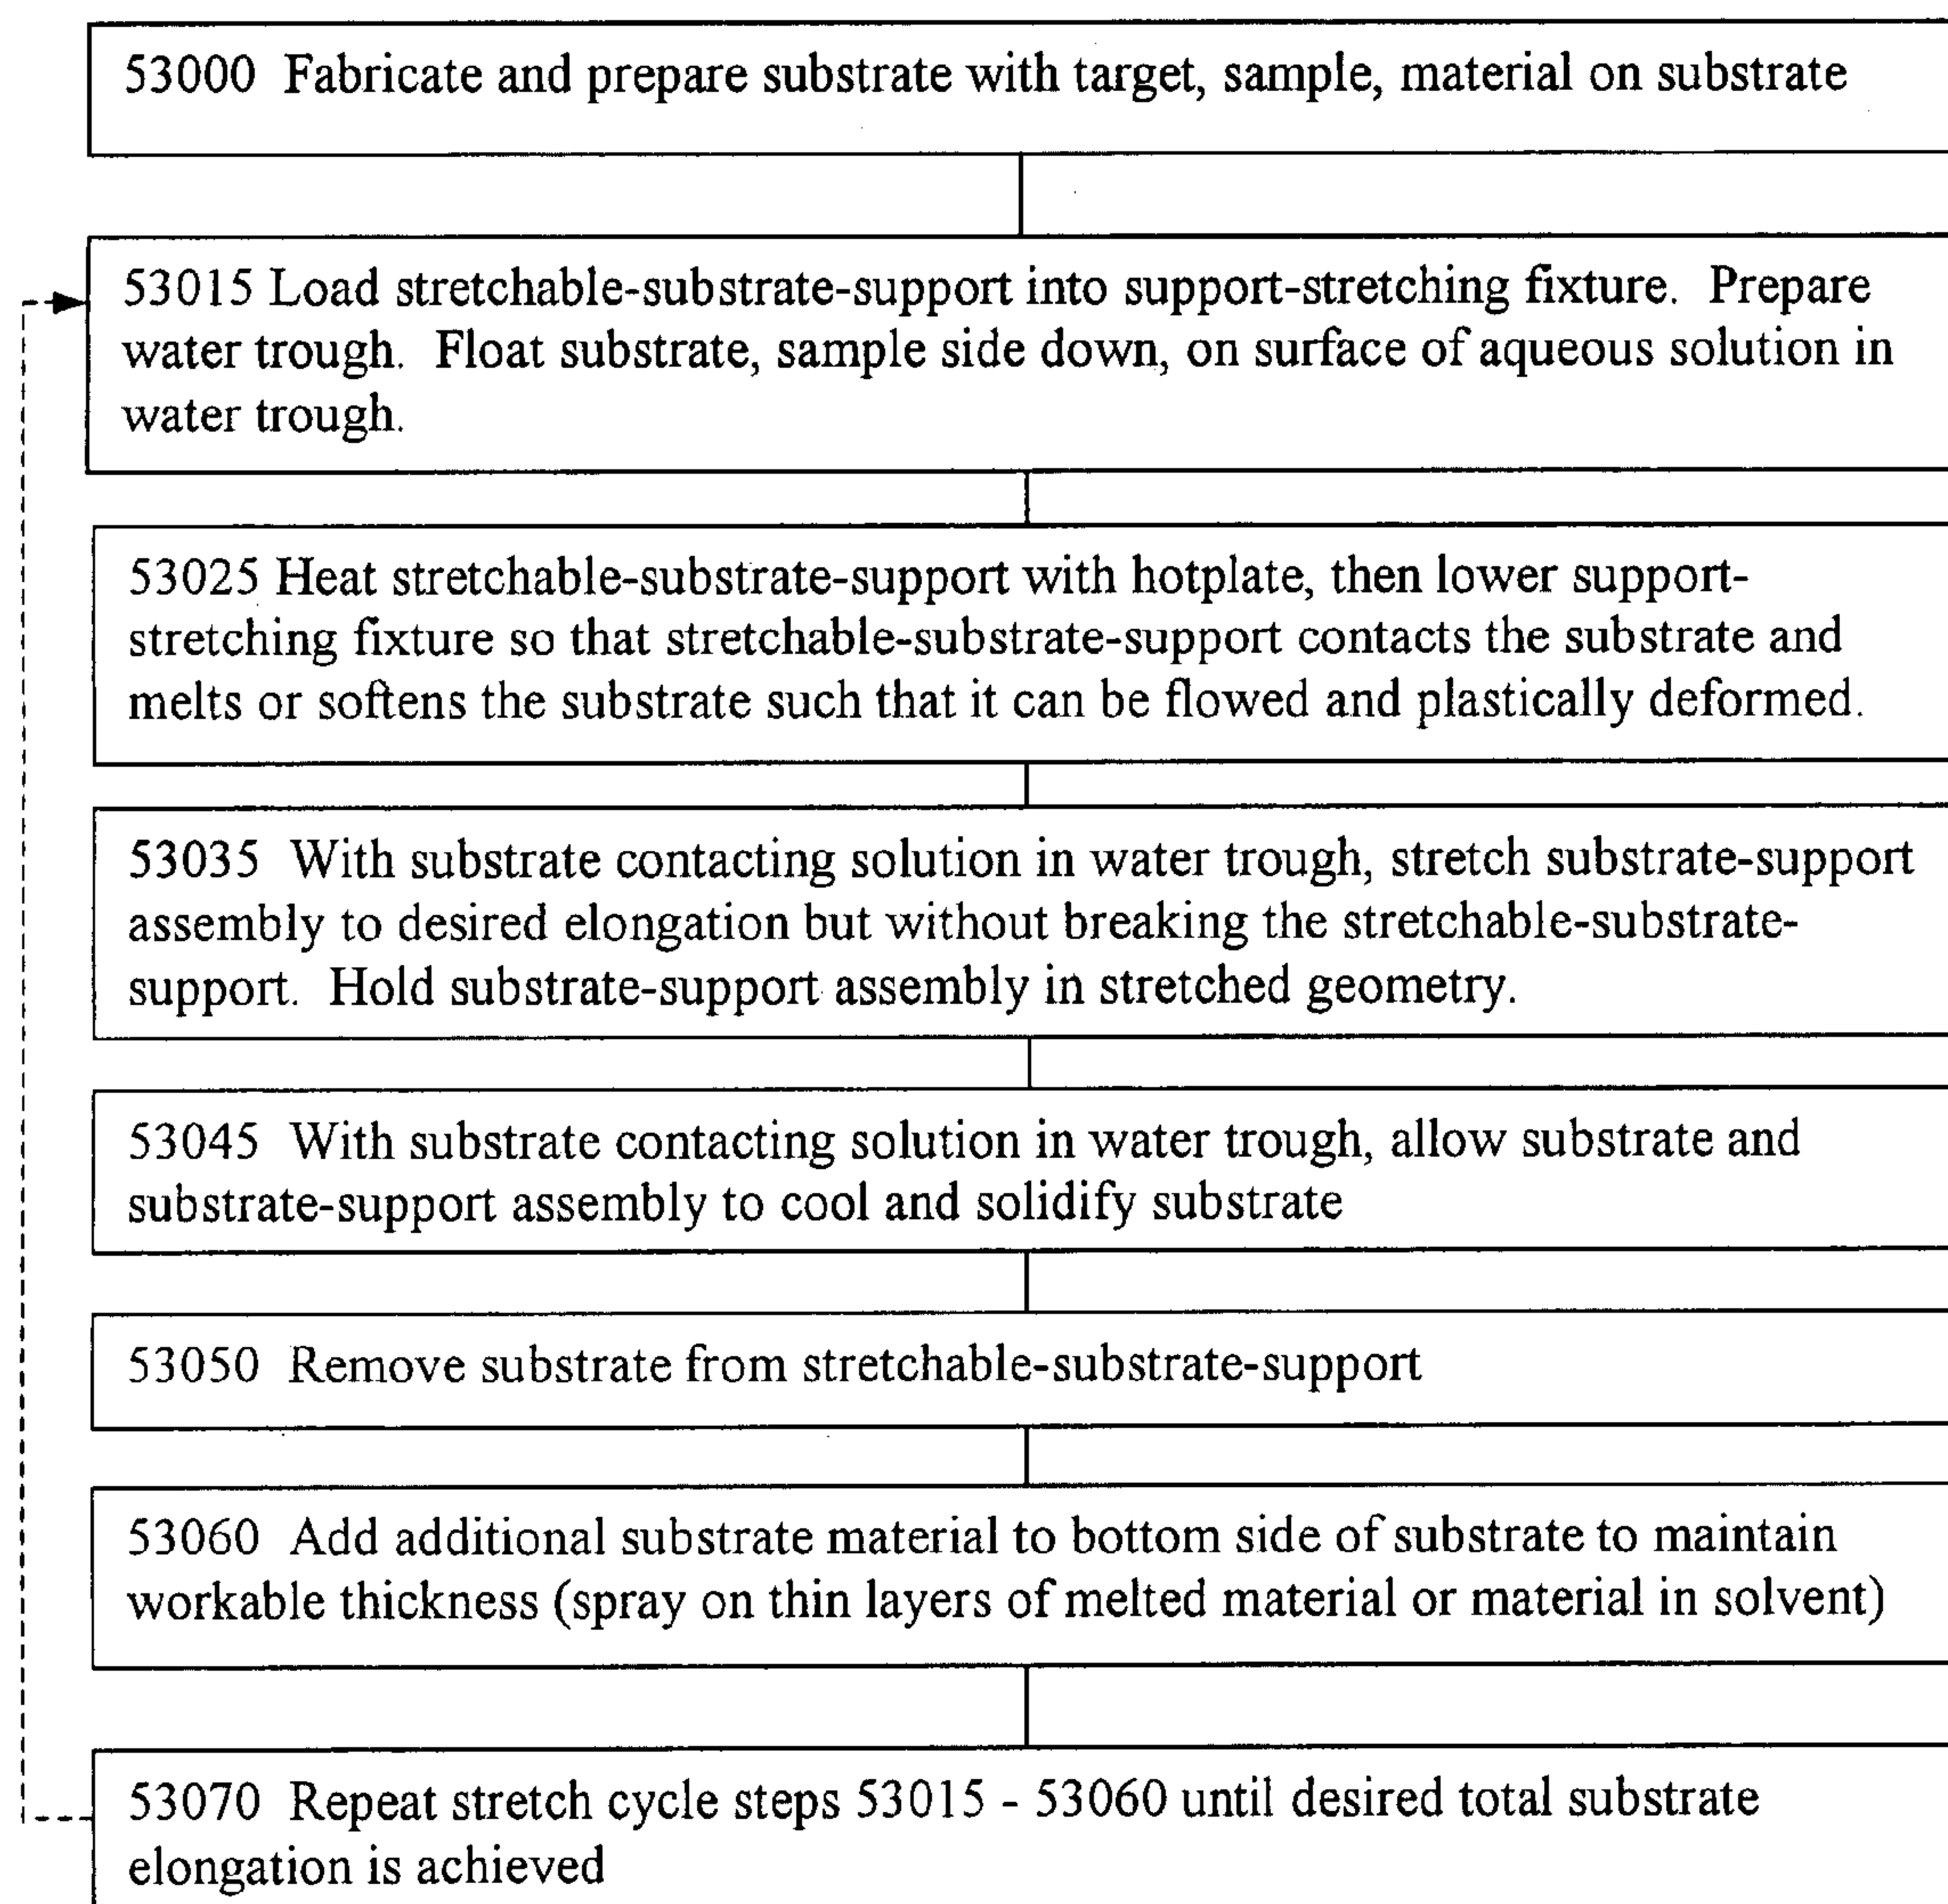 53000 Fabricate and prepare substrate with target, sample, material on substrate
53015 Load stretchable-substrate-support into support-stretching fixture. Prepare
water trough. Float substrate, sample side down, on surface of aqueous solution in
water trough.
53025 Heat stretchable-substrate-support with hotplate, then lower support-
stretching fixture so that stretchable-substrate-support contacts the substrate and
melts or softens the substrate such that it can be flowed and plastically deformed.
53035 With substrate contacting solution in water trough, stretch substrate-support
assembly to desired elongation but without breaking the stretchable-substrate-
support. Hold substrate-support assembly in stretched geometry.
53045 With substrate contacting solution in water trough, allow substrate and
substrate-support assembly to cool and solidify substrate
53050 Remove substrate from stretchable-substrate-support
53060 Add additional substrate material to bottom side of substrate to maintain
workable thickness (spray on thin layers of melted material or material in solvent)
53070 Repeat stretch cycle steps 53015 - 53060 until desired total substrate
elongation is achieved